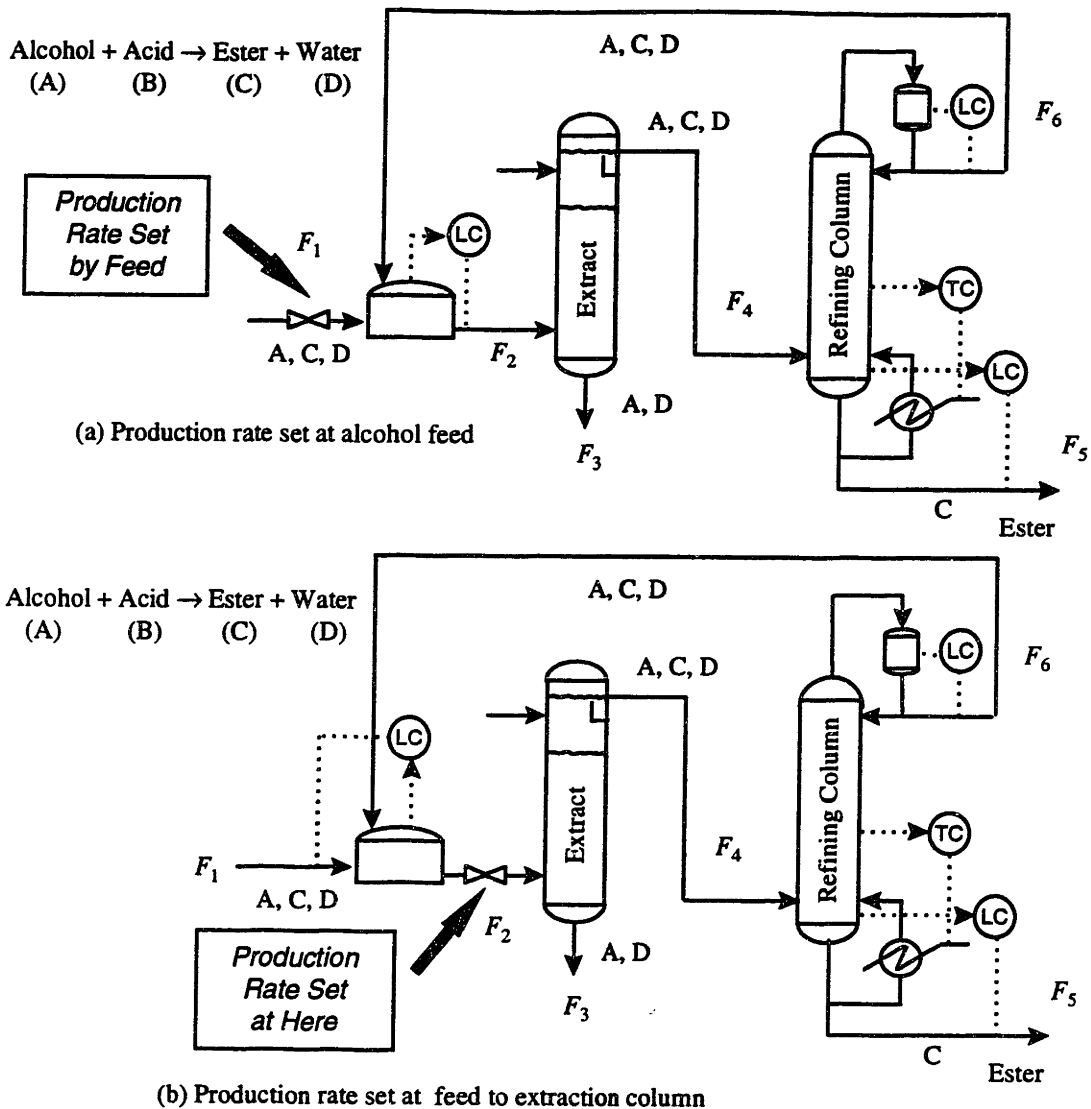 A, C, D
Alcohol + Acid → Ester + Water
(A) (B) (C) (D)
LC
F6
A, C, D
Production
Rate Set
by Feed
F1
LC
Extract
Refining Column
TC
F4
A, C, D
F2
LC
A, D
(a) Production rate set at alcohol feed
F3
F5
C
Ester
A, C, D
Alcohol + Acid → Ester + Water
(A) (B) (C) (D)
LC
F6
A, C, D
LC
Extract
Refining Column
TC
F4
F1
A, C, D
F2
LC
Production
Rate Set
at Here
A, D
F3
F5
C
Ester
(b) Production rate set at feed to extraction column